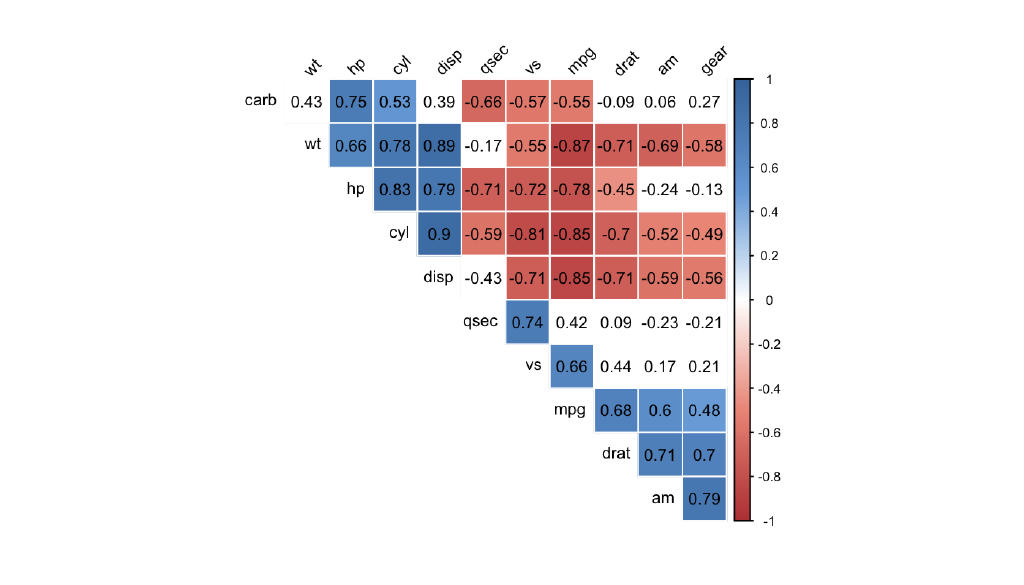 wt hp cyl disp qsec vs mpg drat am gear
carb 0.43 0.75 0.53 0.39 -0.66 -0.57 -0.55 -0.09 0.06 0.27
wt 0.66 0.78 0.89 -0.17 -0.55 -0.87 -0.71 -0.69 -0.58
hp 0.83 0.79 -0.71 -0.72 -0.78 -0.45 -0.24 -0.13
cyl 0.9 -0.59 -0.81 -0.85 -0.7 -0.52 -0.49
disp -0.43 -0.71 -0.85 -0.71 -0.59 -0.56
qsec 0.74 0.42 0.09 -0.23 -0.21
vs 0.66 0.44 0.17 0.21
mpg 0.68 0.6 0.48
drat 0.71 0.7
am 0.79
1
0.8
0.6
0.4
0.2
0
-0.2
-0.4
-0.6
-0.8
-1